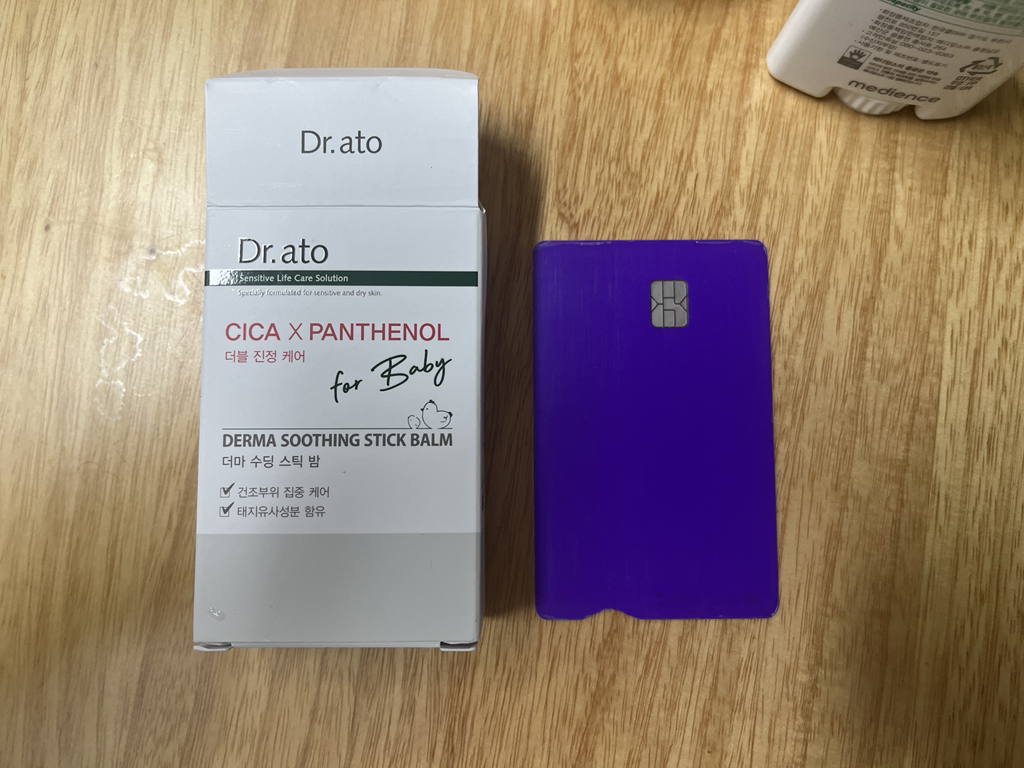 Dr.ato
Dr.ato
Sensitive Life Care Solution
Specially formulated for sensitive and dry skin.
CICA X PANTHENOL
더블 진정 케어
for Baby
DERMA SOOTHING STICK BALM
더마 수딩 스틱 밤
건조부위 집중 케어
태지유사성분 함유
medience